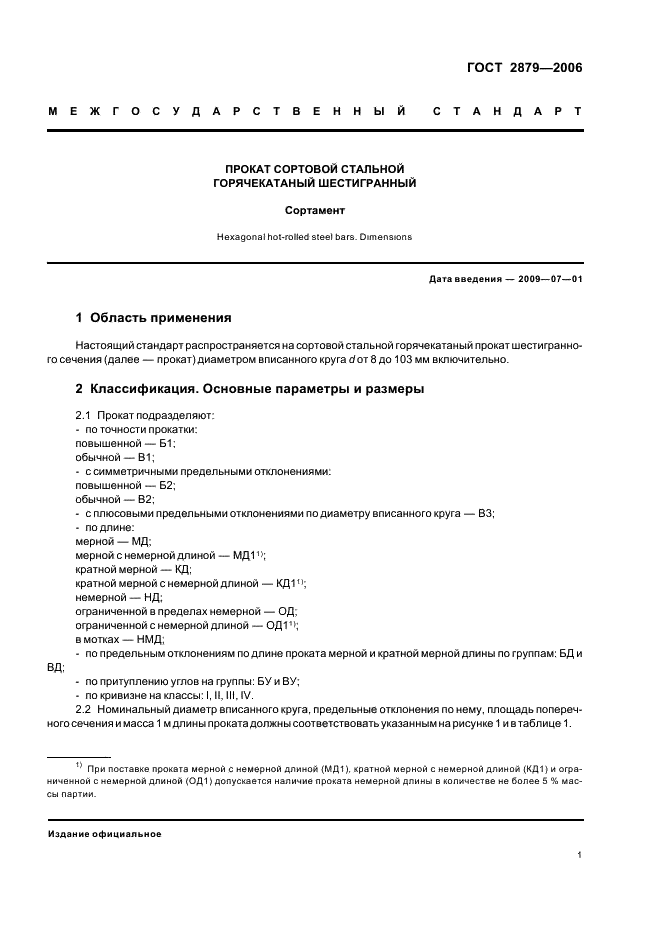 ГОСТ 2879—2006
МЕЖГОСУДАРСТВЕННЫЙ СТАНДАРТ
ПРОКАТ СОРТОВОЙ СТАЛЬНОЙ
ГОРЯЧЕКАТАНЫЙ ШЕСТИГРАННЫЙ
Сортамент
Hexagonal hot-rolled steel bars. Dimensions
Дата введения — 2009—07—01
1 Область применения
Настоящий стандарт распространяется на сортовой стальной горячекатаный прокат шестигранно-
го сечения (далее — прокат) диаметром вписанного круга d от 8 до 103 мм включительно.
2 Классификация. Основные параметры и размеры
2.1 Прокат подразделяют:
- по точности прокатки:
повышенной — Б1;
обычной — В1;
- с симметричными предельными отклонениями:
повышенной — Б2;
обычной — В2;
- с плюсовыми предельными отклонениями по диаметру вписанного круга — В3;
- по длине:
мерной — МД;
мерной с немерной длиной — МД1¹⁾;
кратной мерной — КД;
кратной мерной с немерной длиной — КД1¹⁾;
немерной — НД;
ограниченной в пределах немерной — ОД;
ограниченной с немерной длиной — ОД1¹⁾;
в мотках — НМД;
- по предельным отклонениям по длине проката мерной и кратной мерной длины по группам: БД и
ВД;
- по притуплению углов на группы: БУ и ВУ;
- по кривизне на классы: I, II, III, IV.
2.2 Номинальный диаметр вписанного круга, предельные отклонения по нему, площадь попереч-
ного сечения и масса 1 м длины проката должны соответствовать указанным на рисунке 1 и в таблице 1.
¹⁾ При поставке проката мерной с немерной длиной (МД1), кратной мерной с немерной длиной (КД1) и огра-
ниченной с немерной длиной (ОД1) допускается наличие проката немерной длины в количестве не более 5 % мас-
сы партии.
Издание официальное
1